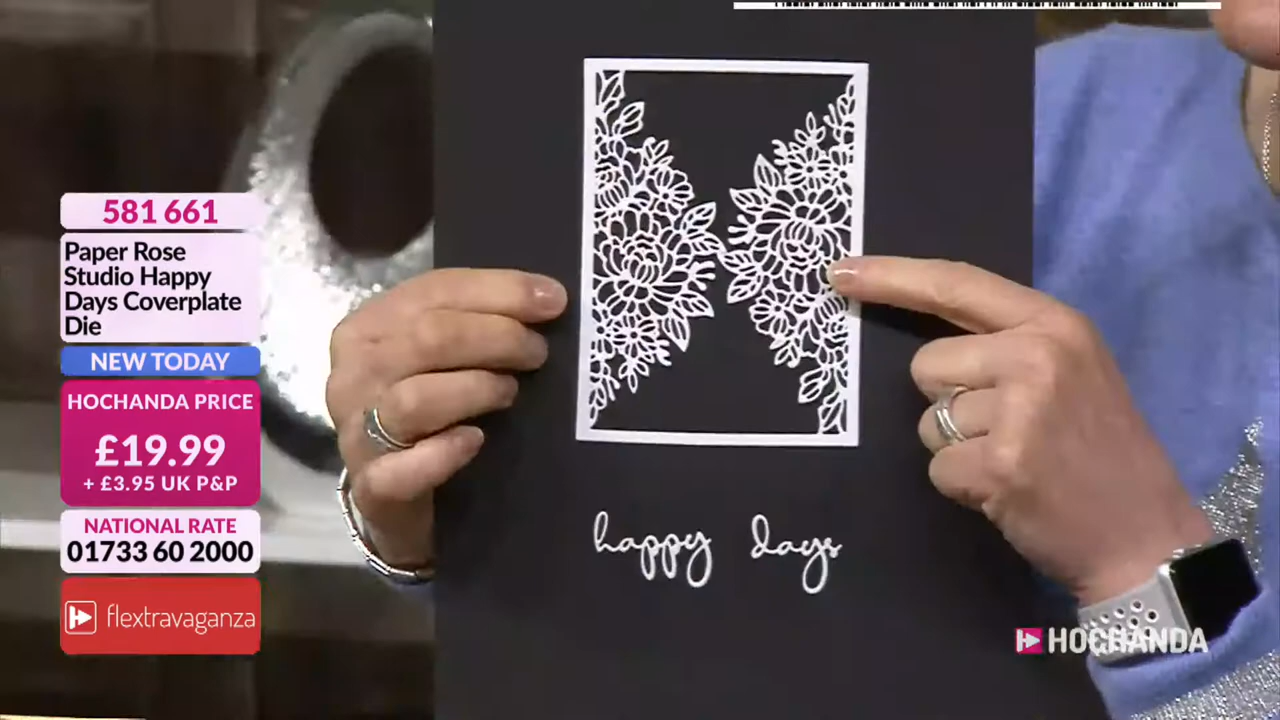 581 661
Paper Rose
Studio Happy
Days Coverplate
Die
NEW TODAY
HOCHANDA PRICE
£19.99
+ £3.95 UK P&P
NATIONAL RATE
01733 60 2000
flextravaganza
happy days
HOCHANDA